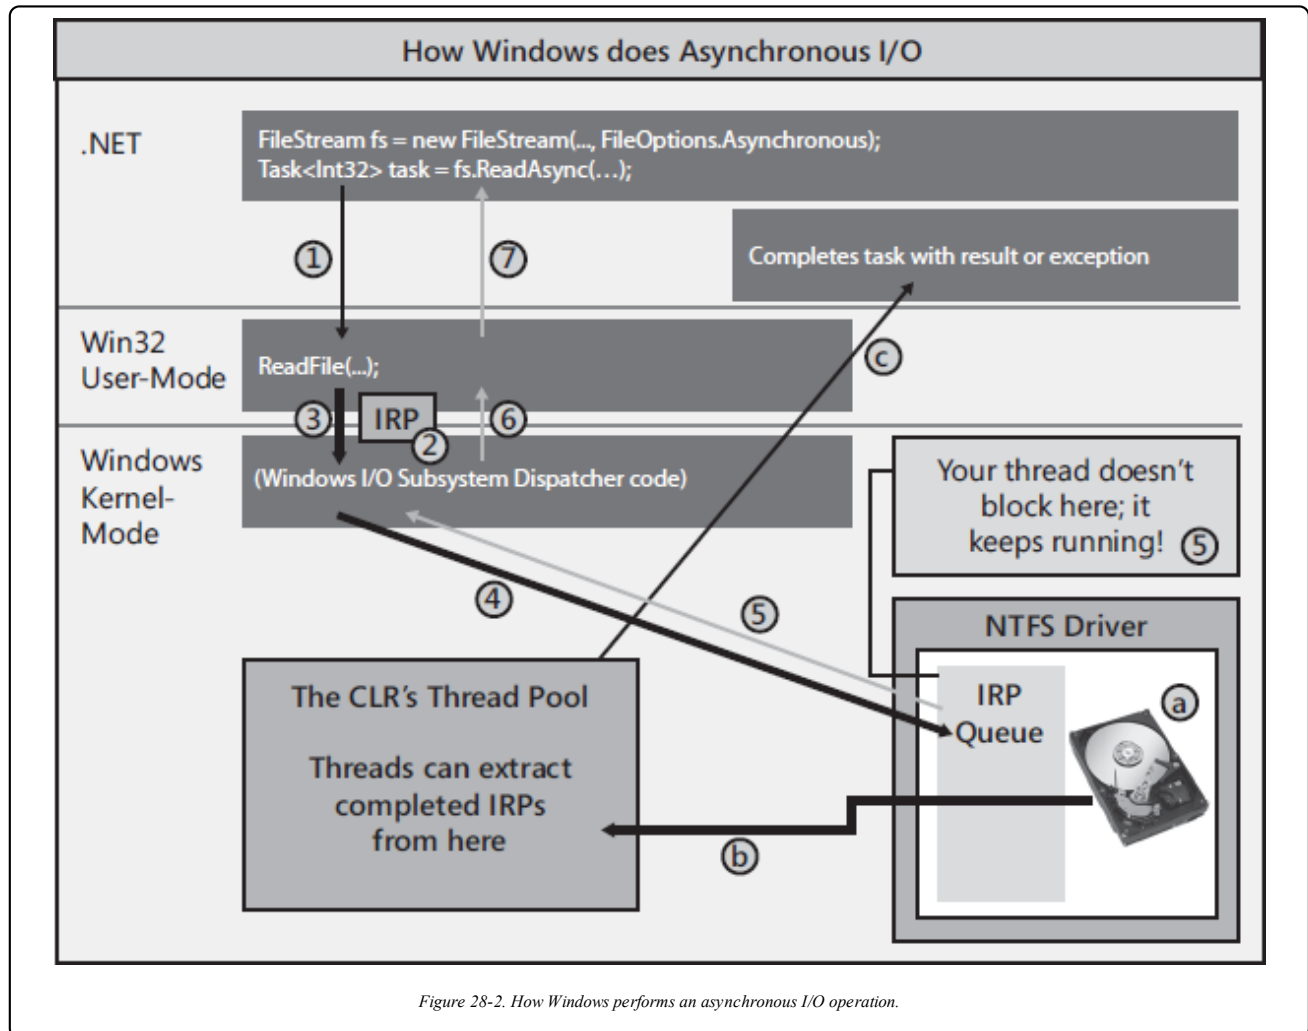 How Windows does Asynchronous I/O
.NET
FileStream fs = new FileStream(..., FileOptions.Asynchronous);
Task<Int32> task = fs.ReadAsync(...);
1
7
Completes task with result or exception
Win32
User-Mode
ReadFile(...);
c
3
IRP
2
6
Windows
Kernel-
Mode
(Windows I/O Subsystem Dispatcher code)
Your thread doesn't
block here; it
keeps running! 5
4
5
NTFS Driver
IRP
Queue
a
The CLR's Thread Pool
Threads can extract
completed IRPs
from here
b
Figure 28-2. How Windows performs an asynchronous I/O operation.